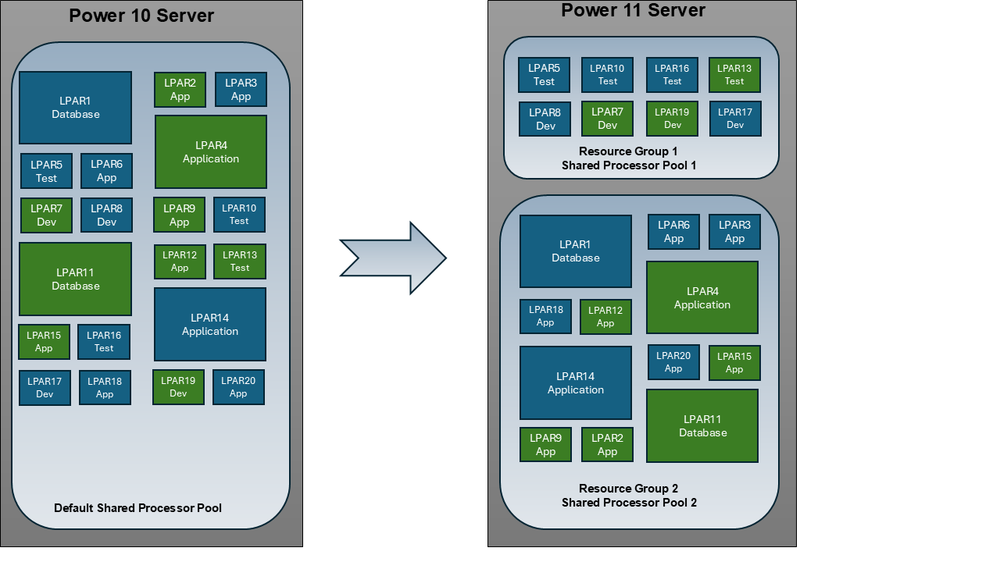 Power 10 Server
LPAR1
Database
LPAR2
App
LPAR3
App
LPAR4
Application
LPAR5
Test
LPAR6
App
LPAR7
Dev
LPAR8
Dev
LPAR9
App
LPAR10
Test
LPAR11
Database
LPAR12
App
LPAR13
Test
LPAR14
Application
LPAR15
App
LPAR16
Test
LPAR17
Dev
LPAR18
App
LPAR19
Dev
LPAR20
App
Default Shared Processor Pool
Power 11 Server
LPAR5
Test
LPAR10
Test
LPAR16
Test
LPAR13
Test
LPAR8
Dev
LPAR7
Dev
LPAR19
Dev
LPAR17
Dev
Resource Group 1
Shared Processor Pool 1
LPAR1
Database
LPAR6
App
LPAR3
App
LPAR4
Application
LPAR18
App
LPAR12
App
LPAR14
Application
LPAR20
App
LPAR15
App
LPAR11
Database
LPAR9
App
LPAR2
App
Resource Group 2
Shared Processor Pool 2